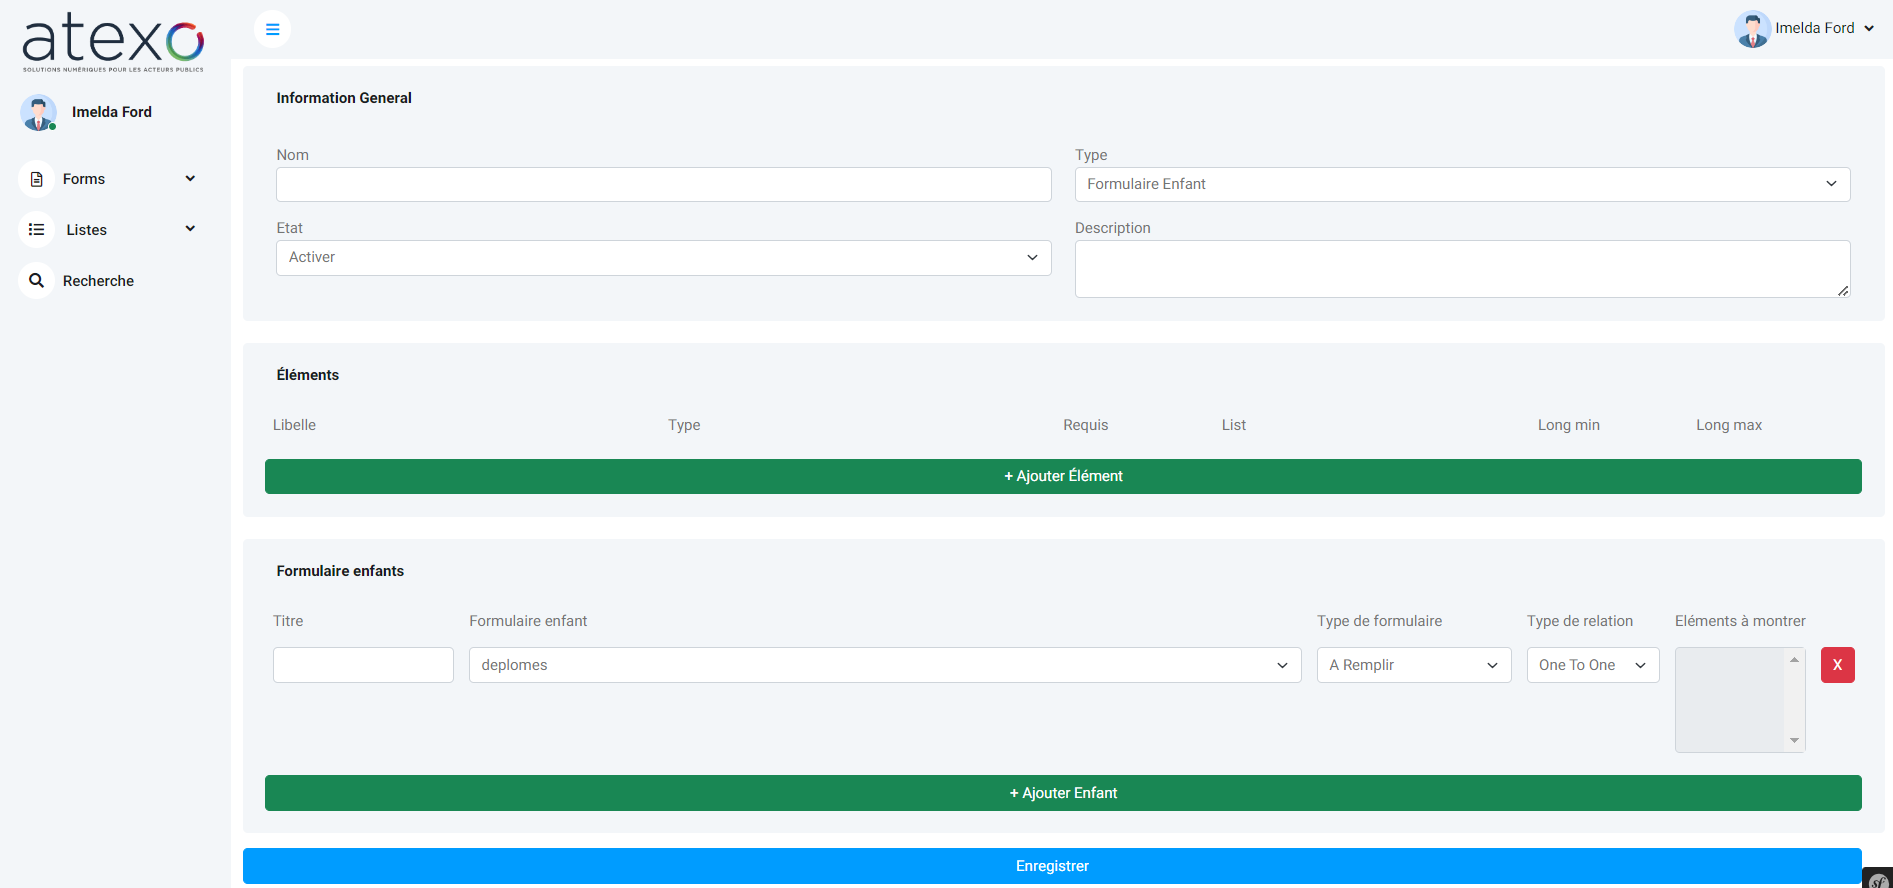 atexo
SOLUTIONS NUMÉRIQUES POUR LES ACTEURS PUBLICS
Imelda Ford
Imelda Ford
Forms
Listes
Recherche
Information General
Nom
Type
Formulaire Enfant
Etat
Description
Activer
Éléments
Libelle Type Requis List Long min Long max
+ Ajouter Élément
Formulaire enfants
Titre Formulaire enfant Type de formulaire Type de relation Eléments à montrer
deplomes A Remplir One To One X
+ Ajouter Enfant
Enregistrer
sf